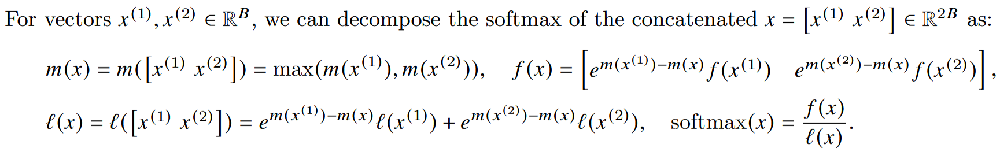 For vectors $x^{(1)}, x^{(2)} \in \mathbb{R}^{B}$, we can decompose the softmax of the concatenated $x = \left[x^{(1)}\ x^{(2)}\right] \in \mathbb{R}^{2B}$ as:
$m(x) = m(\left[x^{(1)}\ x^{(2)}\right]) = \max(m(x^{(1)}), m(x^{(2)})), \quad f(x) = \left[e^{m(x^{(1)})-m(x)} f(x^{(1)}) \quad e^{m(x^{(2)})-m(x)} f(x^{(2)})\right],$
$\ell(x) = \ell(\left[x^{(1)}\ x^{(2)}\right]) = e^{m(x^{(1)})-m(x)} \ell(x^{(1)}) + e^{m(x^{(2)})-m(x)} \ell(x^{(2)}), \quad \text{softmax}(x) = \frac{f(x)}{\ell(x)}.$